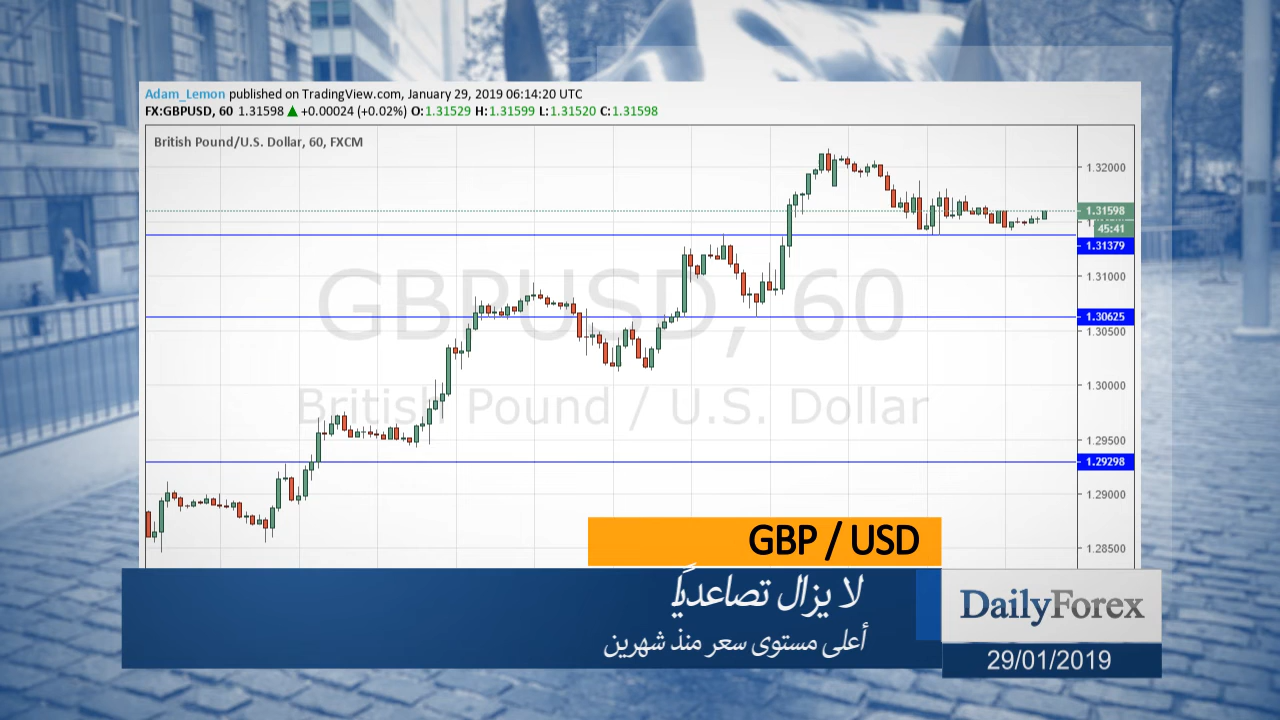 Adam_Lemon published on TradingView.com, January 29, 2019 06:14:20 UTC
FX:GBPUSD, 60 1.31598 ▲ +0.00024 (+0.02%) O:1.31529 H:1.31599 L:1.31520 C:1.31598
British Pound/U.S. Dollar, 60, FXCM
GBPUSD, 60
British Pound / U.S. Dollar
1.32000
1.31598
45:41
1.31379
1.31000
1.30625
1.30500
1.30000
1.29500
1.29298
1.29000
1.28500
GBP / USD
لا يزال تصاعديًا
أعلى مستوى سعر منذ شهرين
DailyForex
29/01/2019